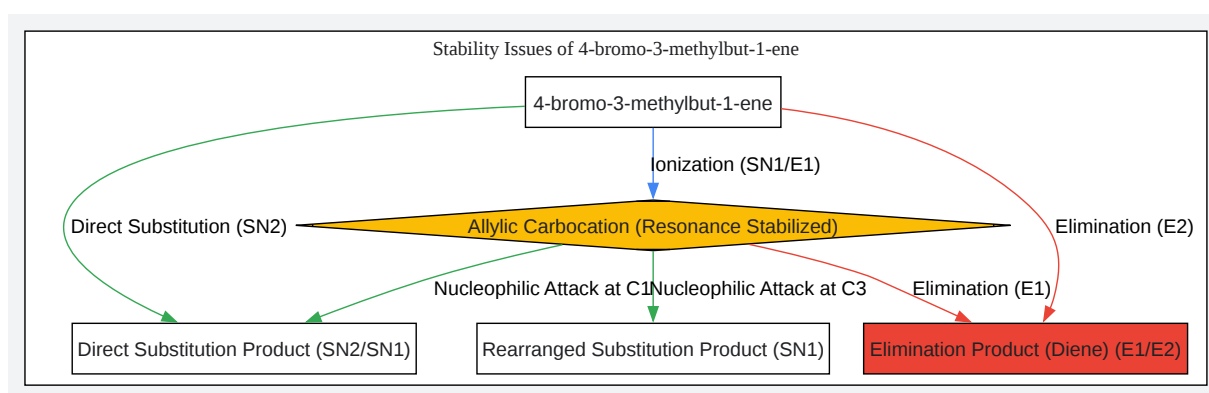 Stability Issues of 4-bromo-3-methylbut-1-ene
4-bromo-3-methylbut-1-ene
Ionization (SN1/E1)
Direct Substitution (SN2)
Allylic Carbocation (Resonance Stabilized)
Elimination (E2)
Nucleophilic Attack at C1
Nucleophilic Attack at C3
Elimination (E1)
Direct Substitution Product (SN2/SN1)
Rearranged Substitution Product (SN1)
Elimination Product (Diene) (E1/E2)